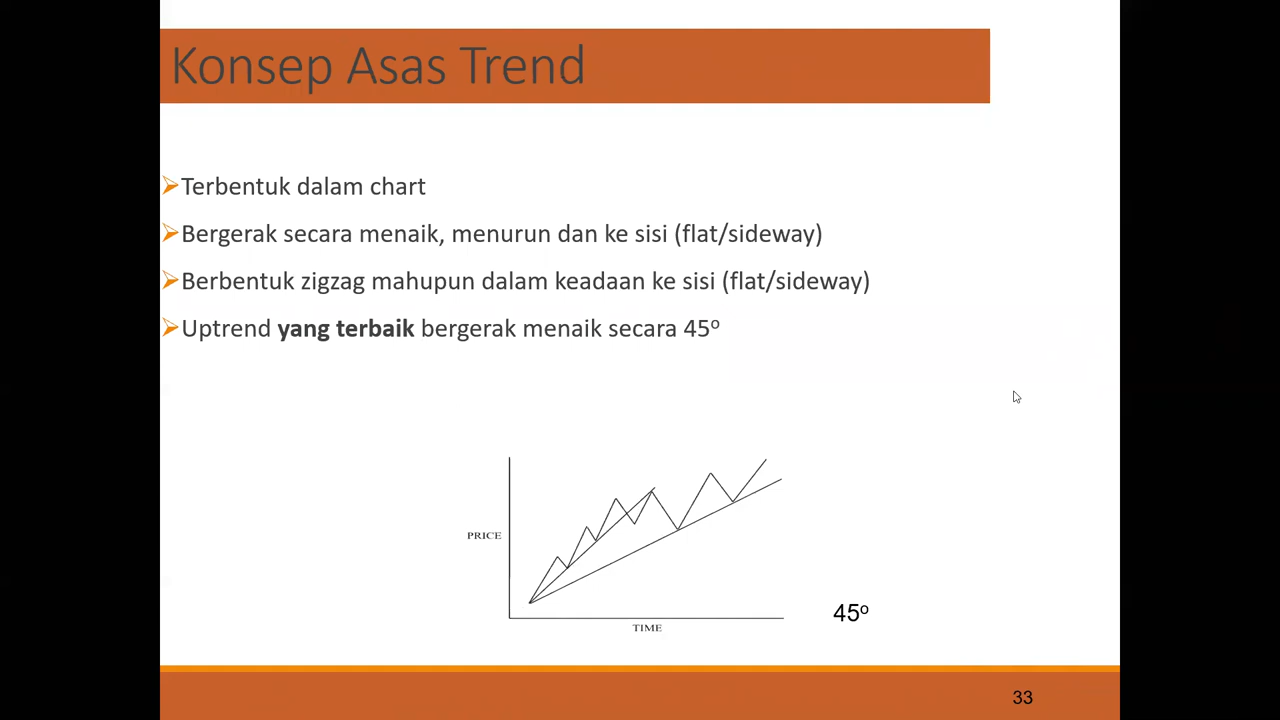 Konsep Asas Trend
Terbentuk dalam chart
Bergerak secara menaik, menurun dan ke sisi (flat/sideway)
Berbentuk zigzag mahupun dalam keadaan ke sisi (flat/sideway)
Uptrend yang terbaik bergerak menaik secara 45º
PRICE
45º
TIME
33